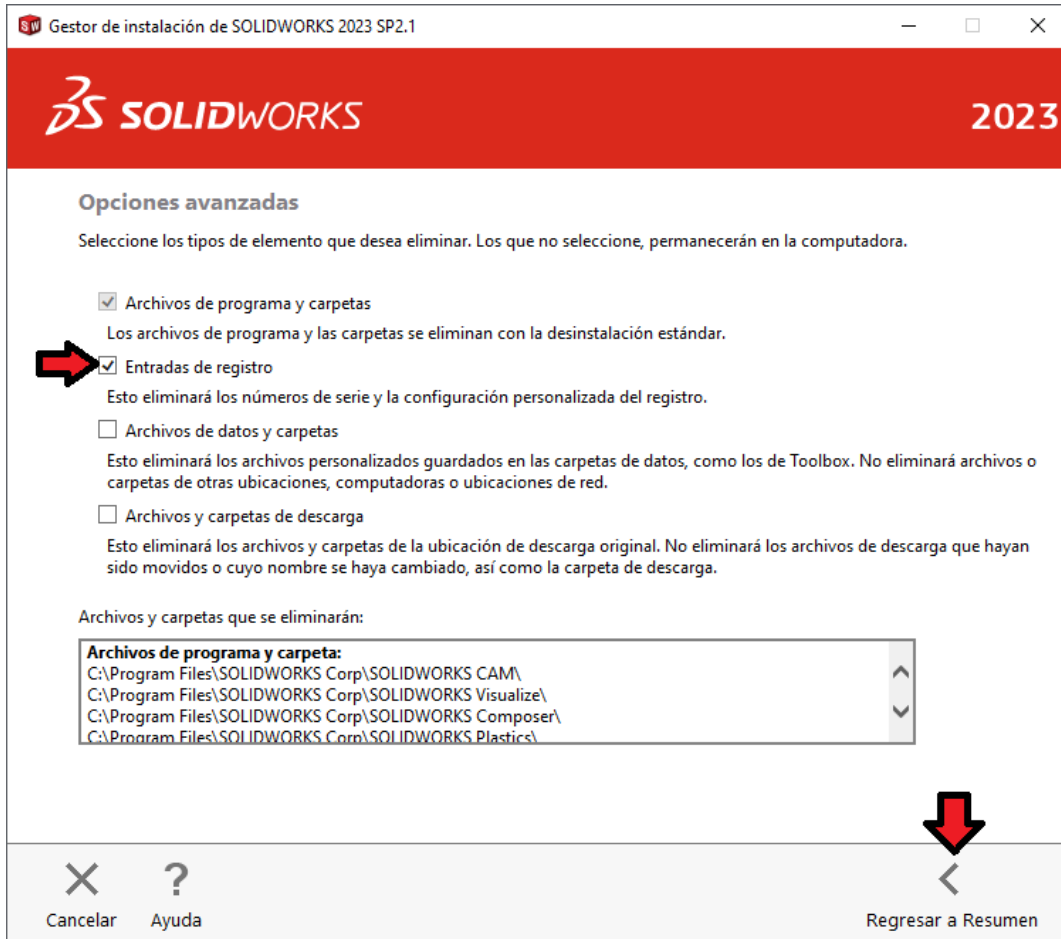 Gestor de instalación de SOLIDWORKS 2023 SP2.1
SOLIDWORKS
2023
Opciones avanzadas
Seleccione los tipos de elemento que desea eliminar. Los que no seleccione, permanecerán en la computadora.
Archivos de programa y carpetas
Los archivos de programa y las carpetas se eliminan con la desinstalación estándar.
Entradas de registro
Esto eliminará los números de serie y la configuración personalizada del registro.
Archivos de datos y carpetas
Esto eliminará los archivos personalizados guardados en las carpetas de datos, como los de Toolbox. No eliminará archivos o
carpetas de otras ubicaciones, computadoras o ubicaciones de red.
Archivos y carpetas de descarga
Esto eliminará los archivos y carpetas de la ubicación de descarga original. No eliminará los archivos de descarga que hayan
sido movidos o cuyo nombre se haya cambiado, así como la carpeta de descarga.
Archivos y carpetas que se eliminarán:
Archivos de programa y carpeta:
C:\Program Files\SOLIDWORKS Corp\SOLIDWORKS CAM\
C:\Program Files\SOLIDWORKS Corp\SOLIDWORKS Visualize\
C:\Program Files\SOLIDWORKS Corp\SOLIDWORKS Composer\
C:\Program Files\SOLIDWORKS Corp\SOLIDWORKS Plastics\
Cancelar
Ayuda
Regresar a Resumen